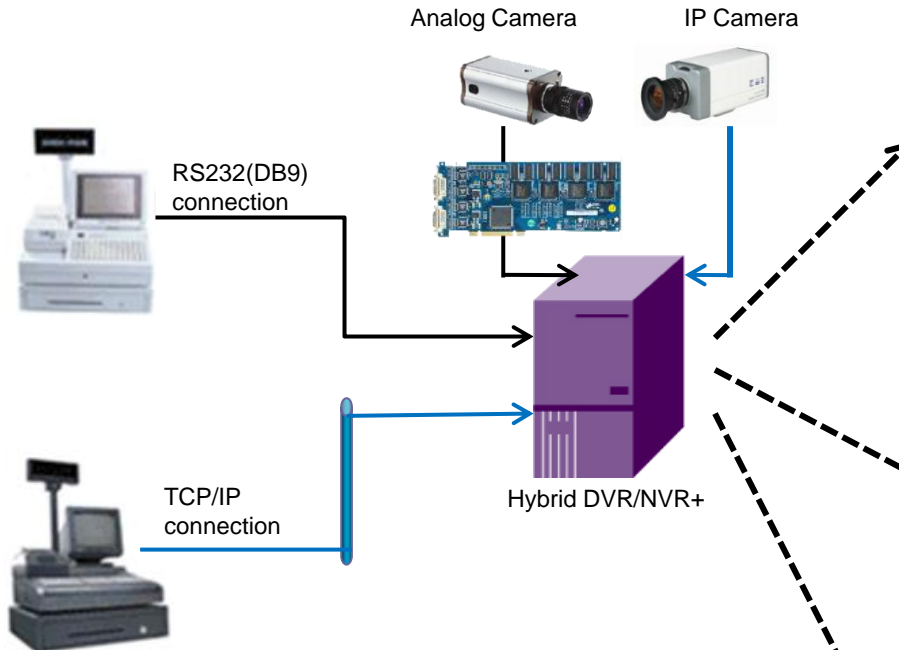 Analog Camera
IP Camera
RS232(DB9)
connection
TCP/IP
connection
Hybrid DVR/NVR+